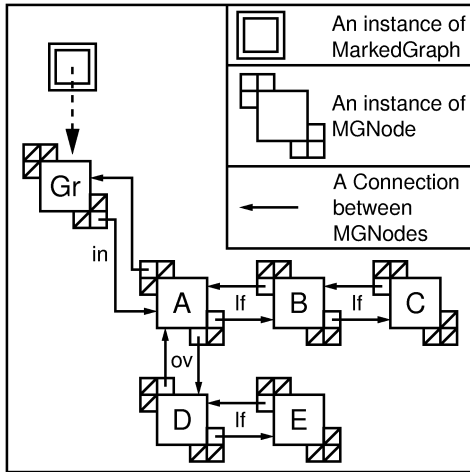 An instance of
MarkedGraph
An instance of
MGNode
A Connection
between
MGNodes
Gr
in
A
lf
B
lf
C
ov
D
lf
E